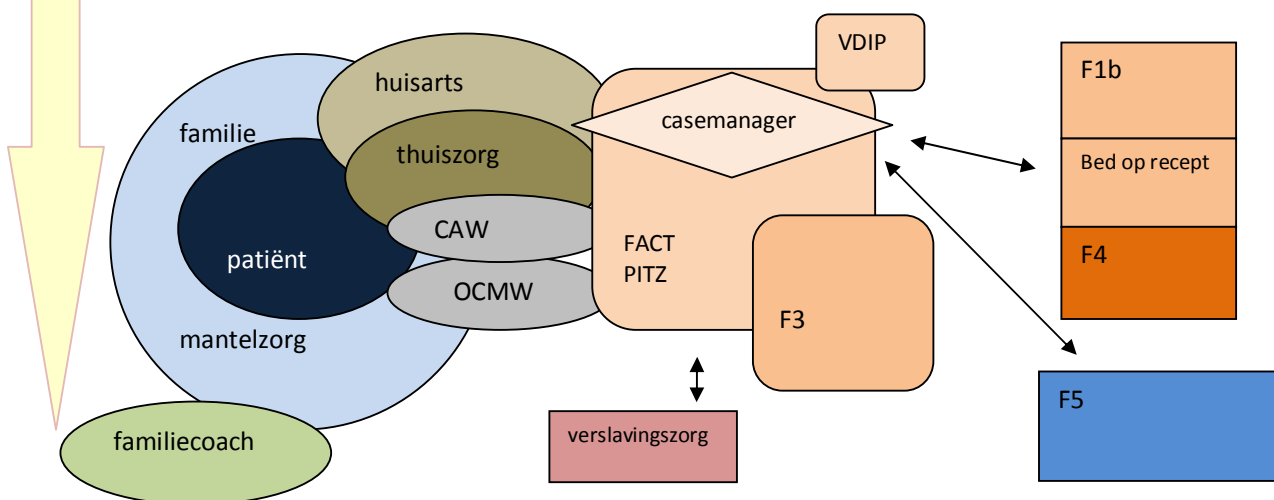 VDIP
F1b
huisarts
casemanager
familie
thuiszorg
Bed op recept
CAW
FACT
PITZ
F4
patiënt
OCMW
F3
mantelzorg
F5
familiecoach
verslavingszorg